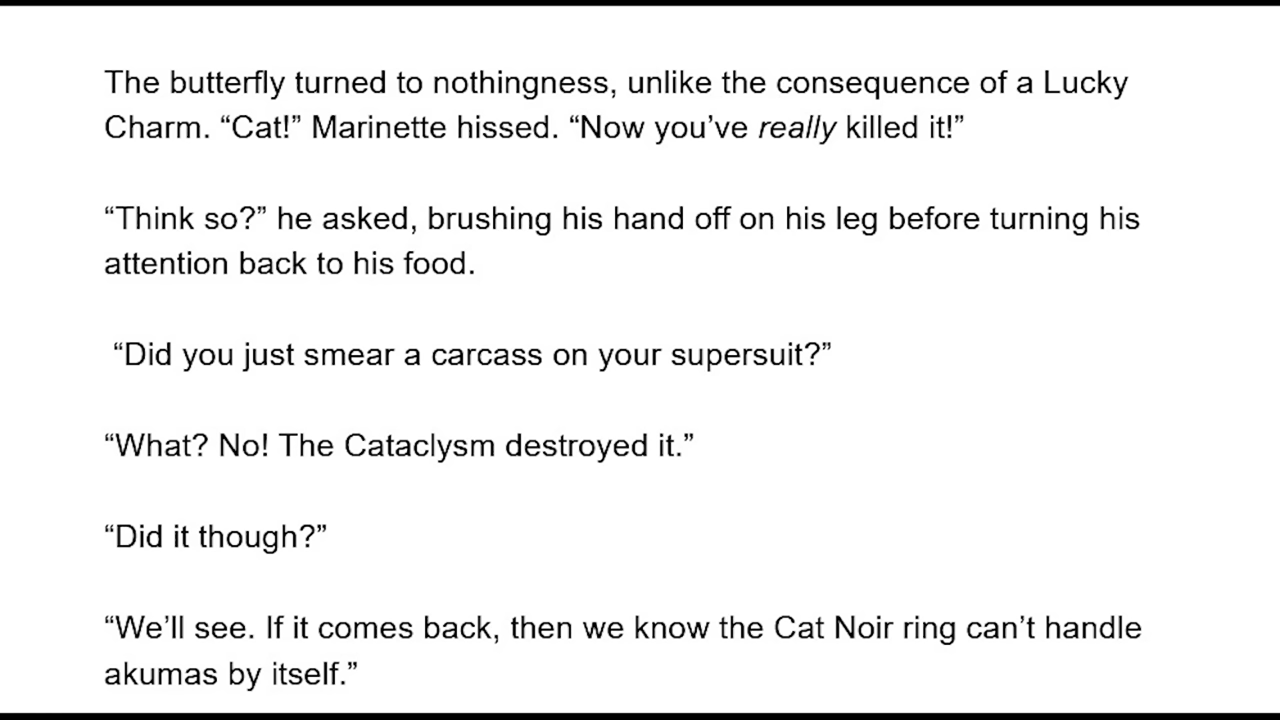 The butterfly turned to nothingness, unlike the consequence of a Lucky
Charm. “Cat!” Marinette hissed. “Now you’ve really killed it!”
“Think so?” he asked, brushing his hand off on his leg before turning his
attention back to his food.
“Did you just smear a carcass on your supersuit?”
“What? No! The Cataclysm destroyed it.”
“Did it though?”
“We’ll see. If it comes back, then we know the Cat Noir ring can’t handle
akumas by itself.”